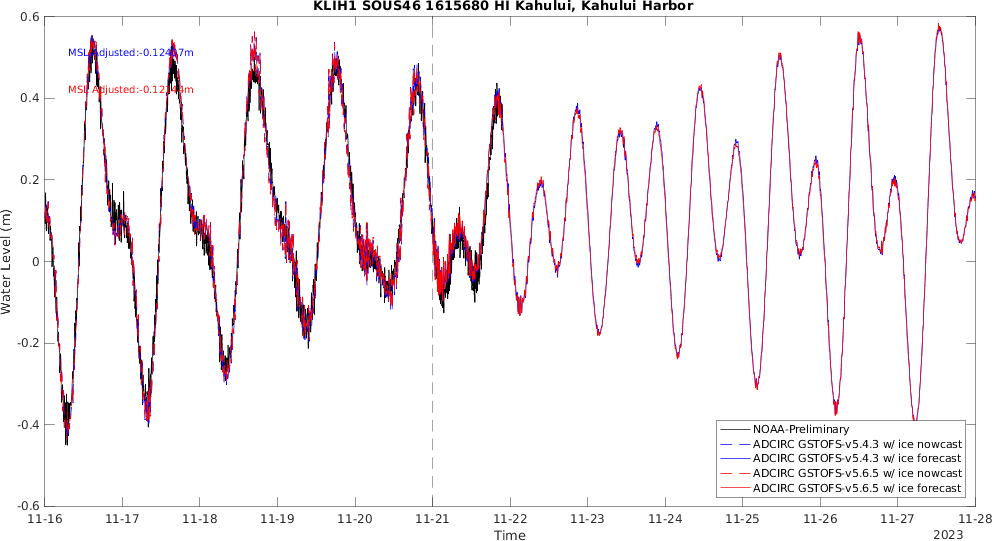 KLIH1 SOUS46 1615680 HI Kahului, Kahului Harbor
0.6
MSL Adjusted:
MSL Adjusted:
0.4
0.2
0
-0.2
-0.4
-0.6
Water Level (m)
NOAA-Preliminary
ADCIRC GSTOFS-v5.4.3 w/ ice nowcast
ADCIRC GSTOFS-v5.4.3 w/ ice forecast
ADCIRC GSTOFS-v5.6.5 w/ ice nowcast
ADCIRC GSTOFS-v5.6.5 w/ ice forecast
11-16 11-17 11-18 11-19 11-20 11-21 11-22 11-23 11-24 11-25 11-26 11-27 11-28
Time
2023